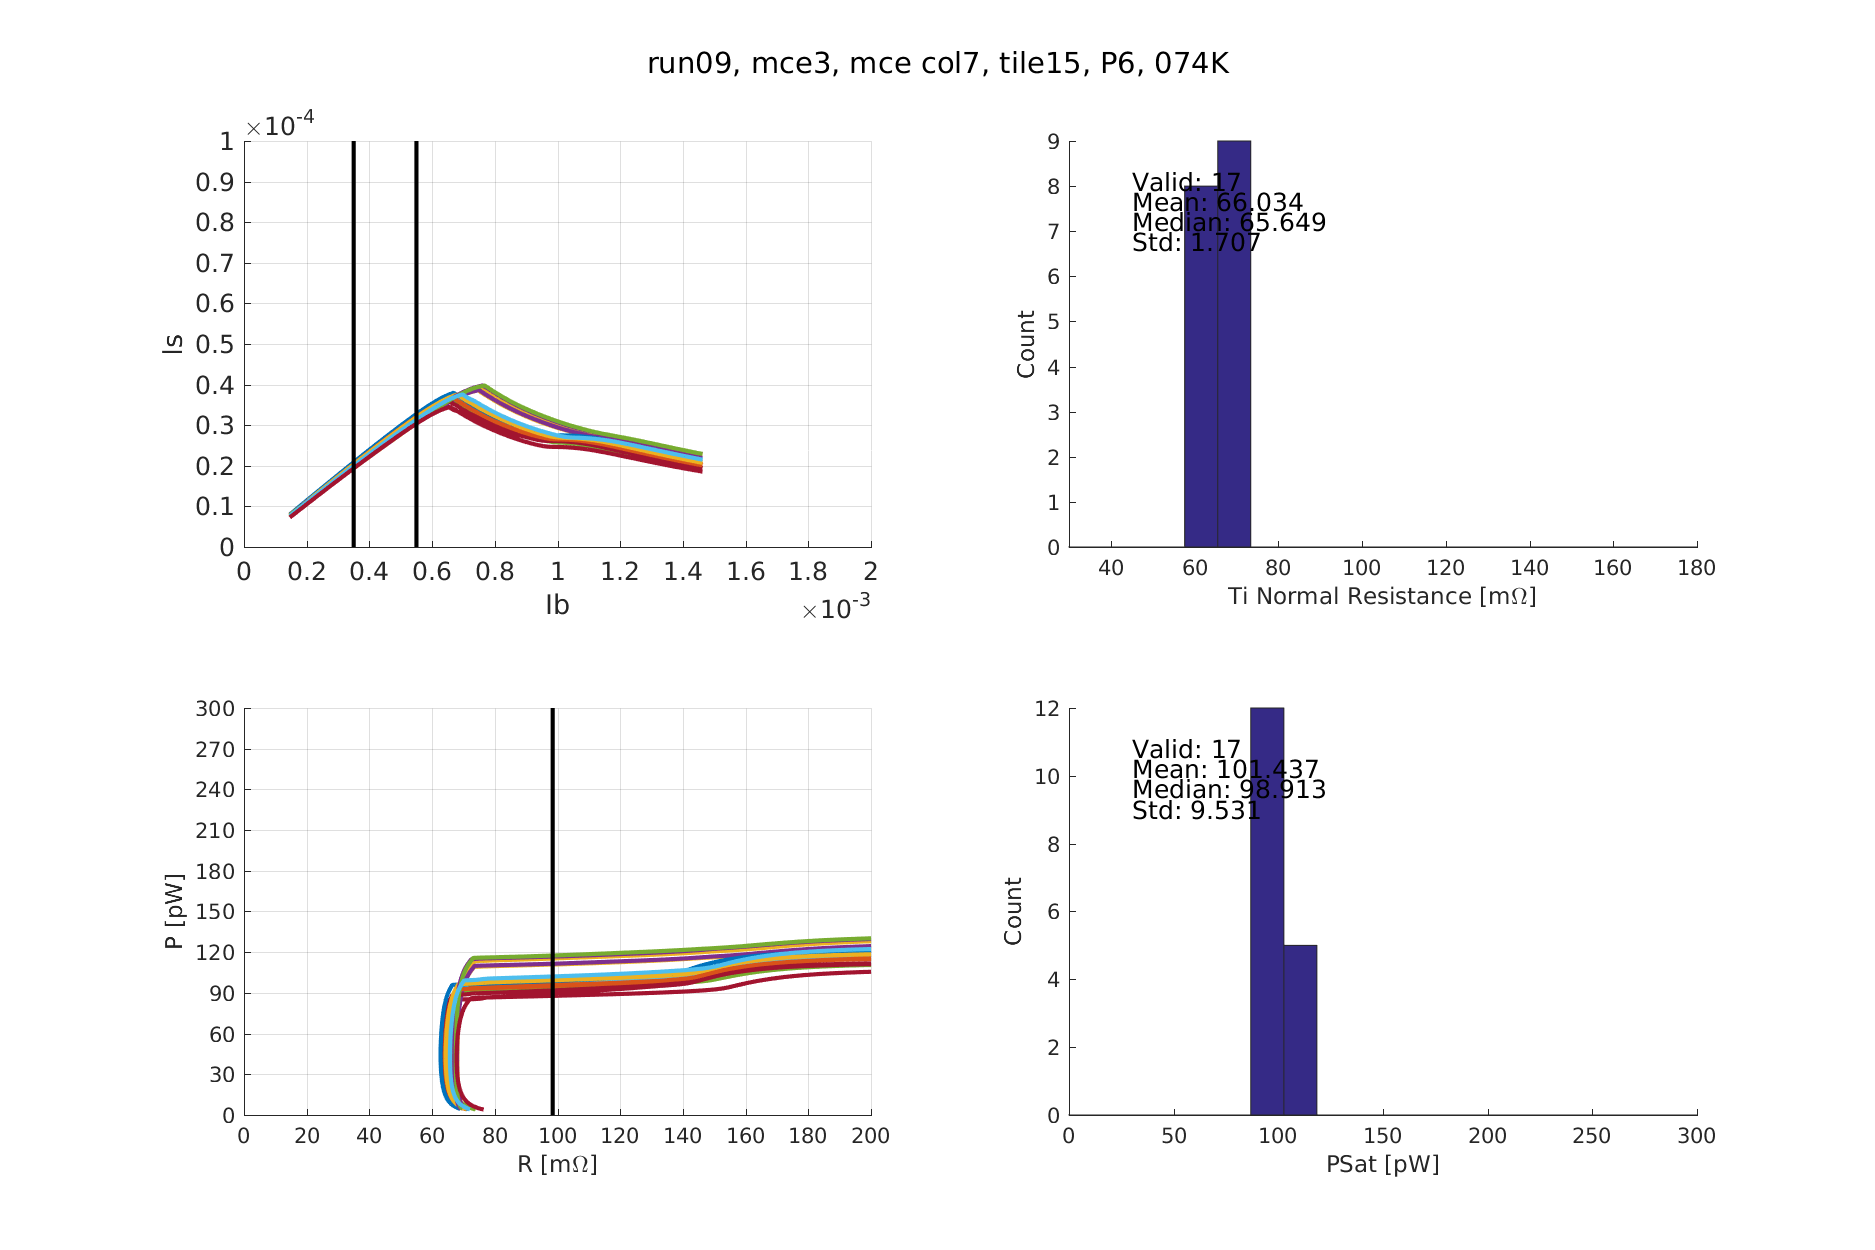 run09, mce3, mce col7, tile15, P6, 074K
×10-4
1
0.9
0.8
0.7
0.6
0.5
0.4
0.3
0.2
0.1
0
Is
0 0.2 0.4 0.6 0.8 1 1.2 1.4 1.6 1.8 2
Ib
×10-3
9
8
7
6
5
4
3
2
1
0
Count
Valid: 17
Mean: 66.034
Median: 65.649
Std: 1.707
40 60 80 100 120 140 160 180
Ti Normal Resistance [mΩ]
300
270
240
210
180
150
120
90
60
30
0
P [pW]
0 20 40 60 80 100 120 140 160 180 200
R [mΩ]
12
10
8
6
4
2
0
Count
Valid: 17
Mean: 101.437
Median: 98.913
Std: 9.531
0 50 100 150 200 250 300
PSat [pW]